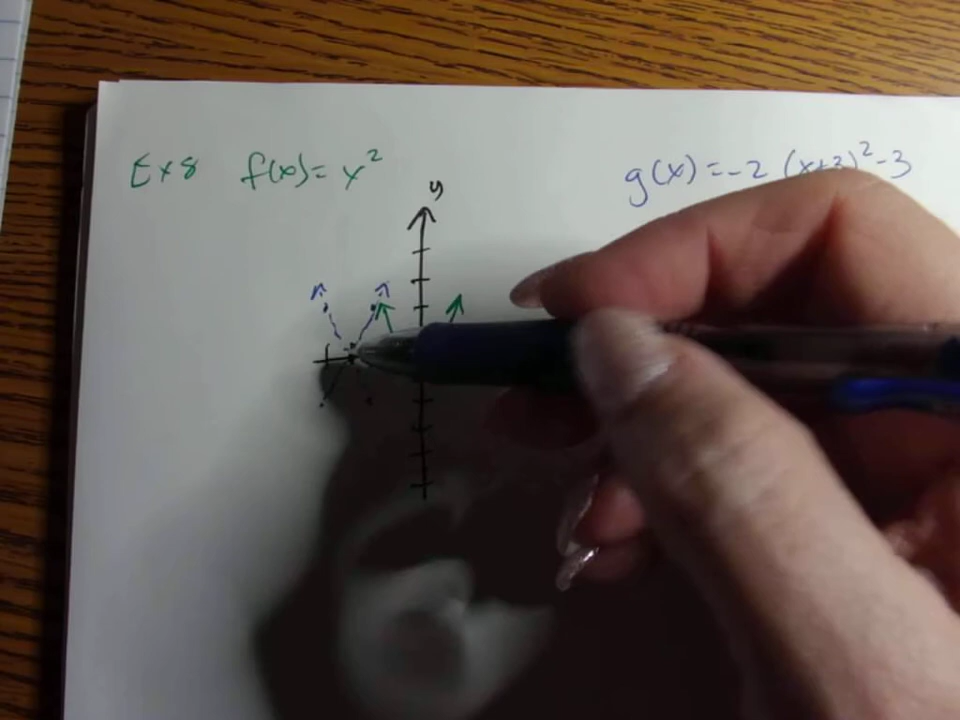 Ex 8 f(x) = x² g(x) = -2 (x+3)² - 3
y